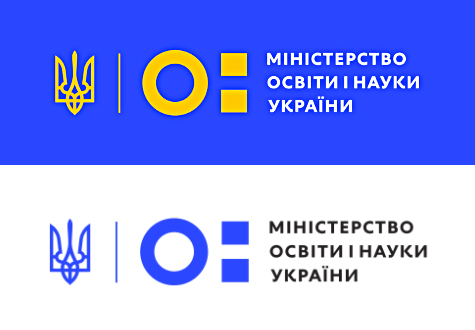 МІНІСТЕРСТВО
ОСВІТИ І НАУКИ
УКРАЇНИ
МІНІСТЕРСТВО
ОСВІТИ І НАУКИ
УКРАЇНИ